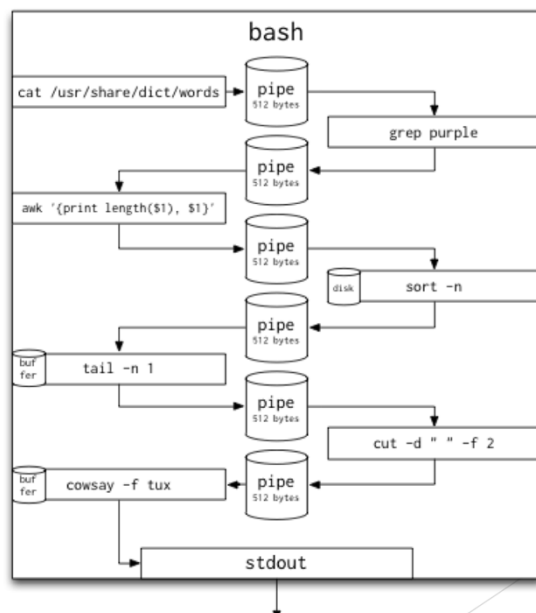 bash
cat /usr/share/dict/words
pipe
512 bytes
grep purple
pipe
512 bytes
awk '{print length($1), $1}'
pipe
512 bytes
disk
sort -n
pipe
512 bytes
buf
fer
tail -n 1
pipe
512 bytes
cut -d " " -f 2
pipe
512 bytes
buf
fer
cowsay -f tux
stdout